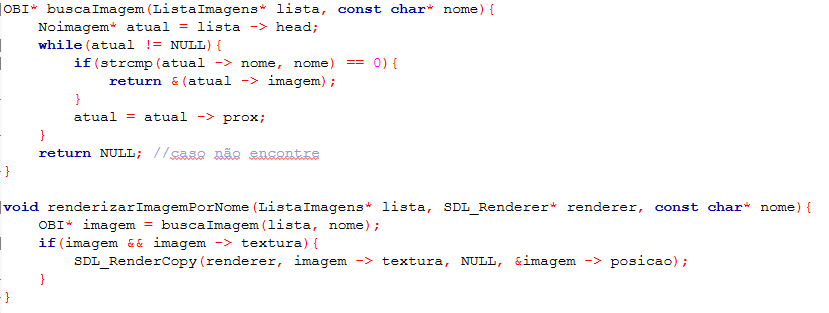 OBI* buscaImagem(ListaImagens* lista, const char* nome){
    Noimagem* atual = lista -> head;
    while(atual != NULL){
        if(strcmp(atual -> nome, nome) == 0){
            return &(atual -> imagem);
        }
        atual = atual -> prox;
    }
    return NULL; //caso não encontre
}

void renderizarImagemPorNome(ListaImagens* lista, SDL_Renderer* renderer, const char* nome){
    OBI* imagem = buscaImagem(lista, nome);
    if(imagem && imagem -> textura){
        SDL_RenderCopy(renderer, imagem -> textura, NULL, &imagem -> posicao);
    }
}